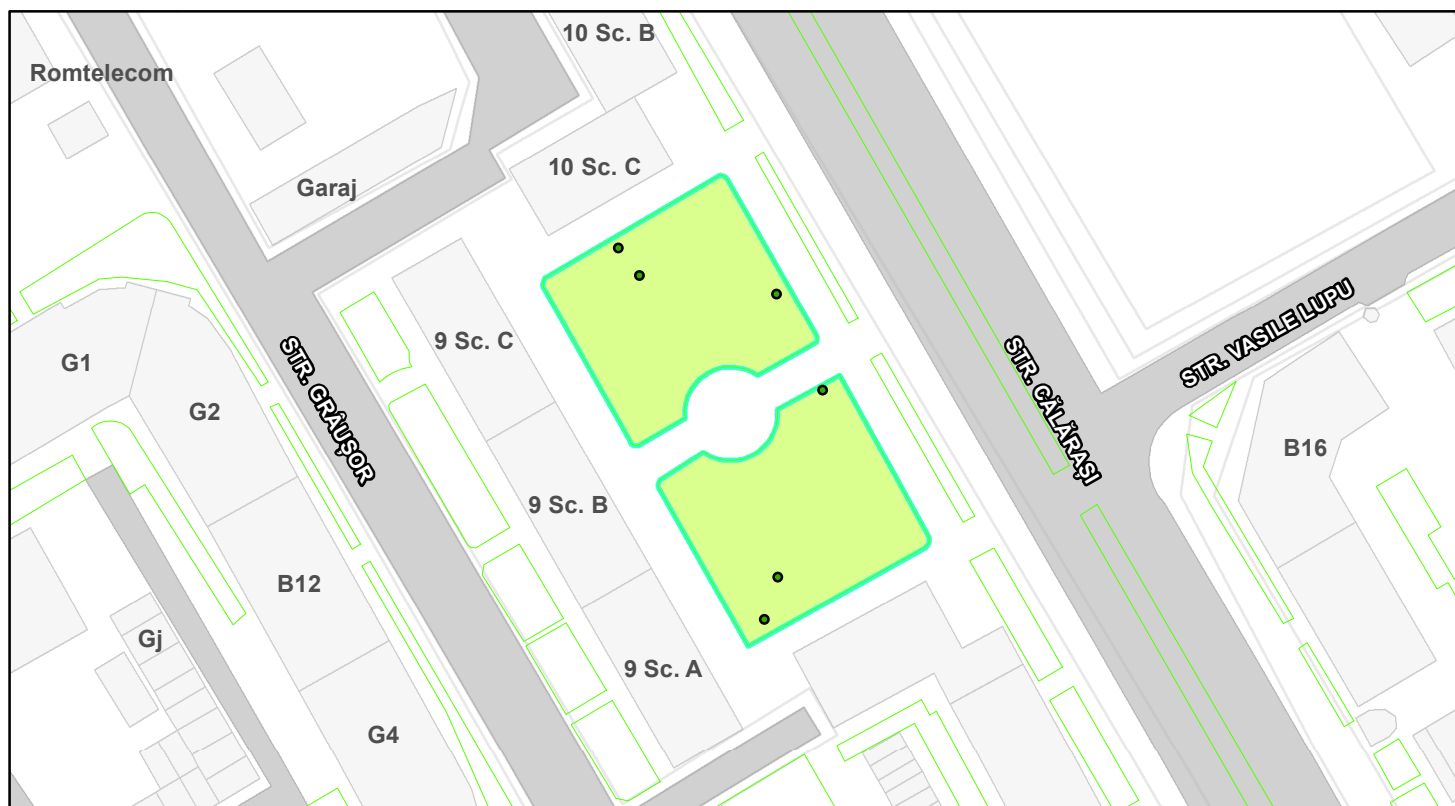 10 Sc. B
Romtelecom
10 Sc. C
Garaj
STR. VASILE LUPU
9 Sc. C
G1
STR. GRÂUȘOR
STR. CĂLĂRAȘI
G2
B16
9 Sc. B
B12
Gj
9 Sc. A
G4